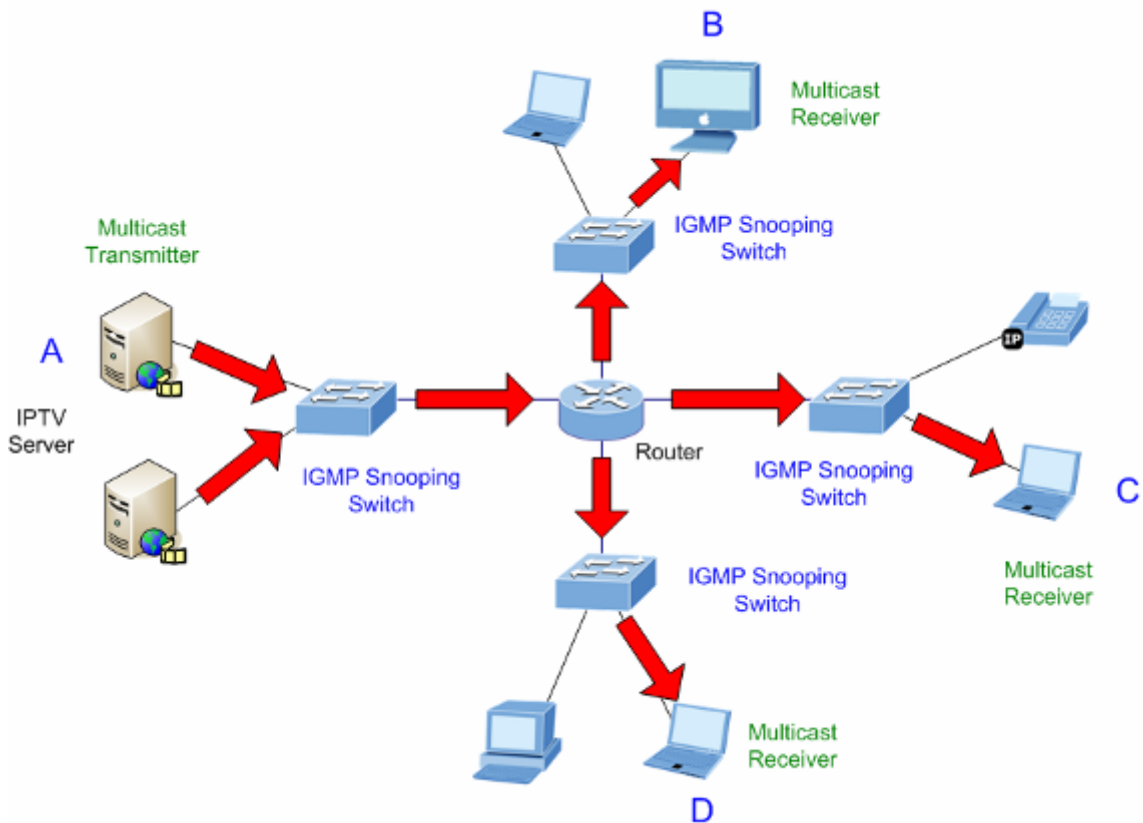 B
Multicast
Receiver
IGMP Snooping
Switch
Multicast
Transmitter
A
IPTV
Server
IGMP Snooping
Switch
Router
IP
IGMP Snooping
Switch
C
Multicast
Receiver
IGMP Snooping
Switch
Multicast
Receiver
D